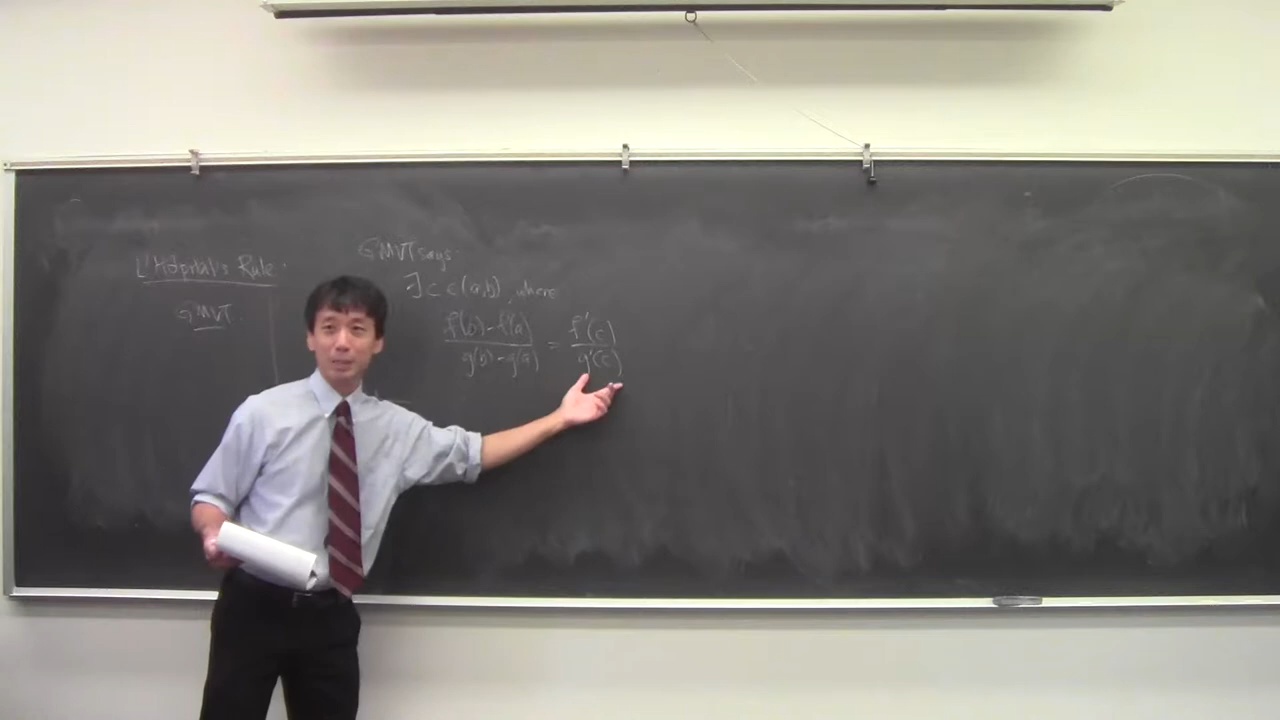 L'Hôpital's Rule:
GMVT.
GMVT says:
∃ c ∈ (a,b), where
f(b)-f(a) / g(b)-g(a) = f'(c) / g'(c)